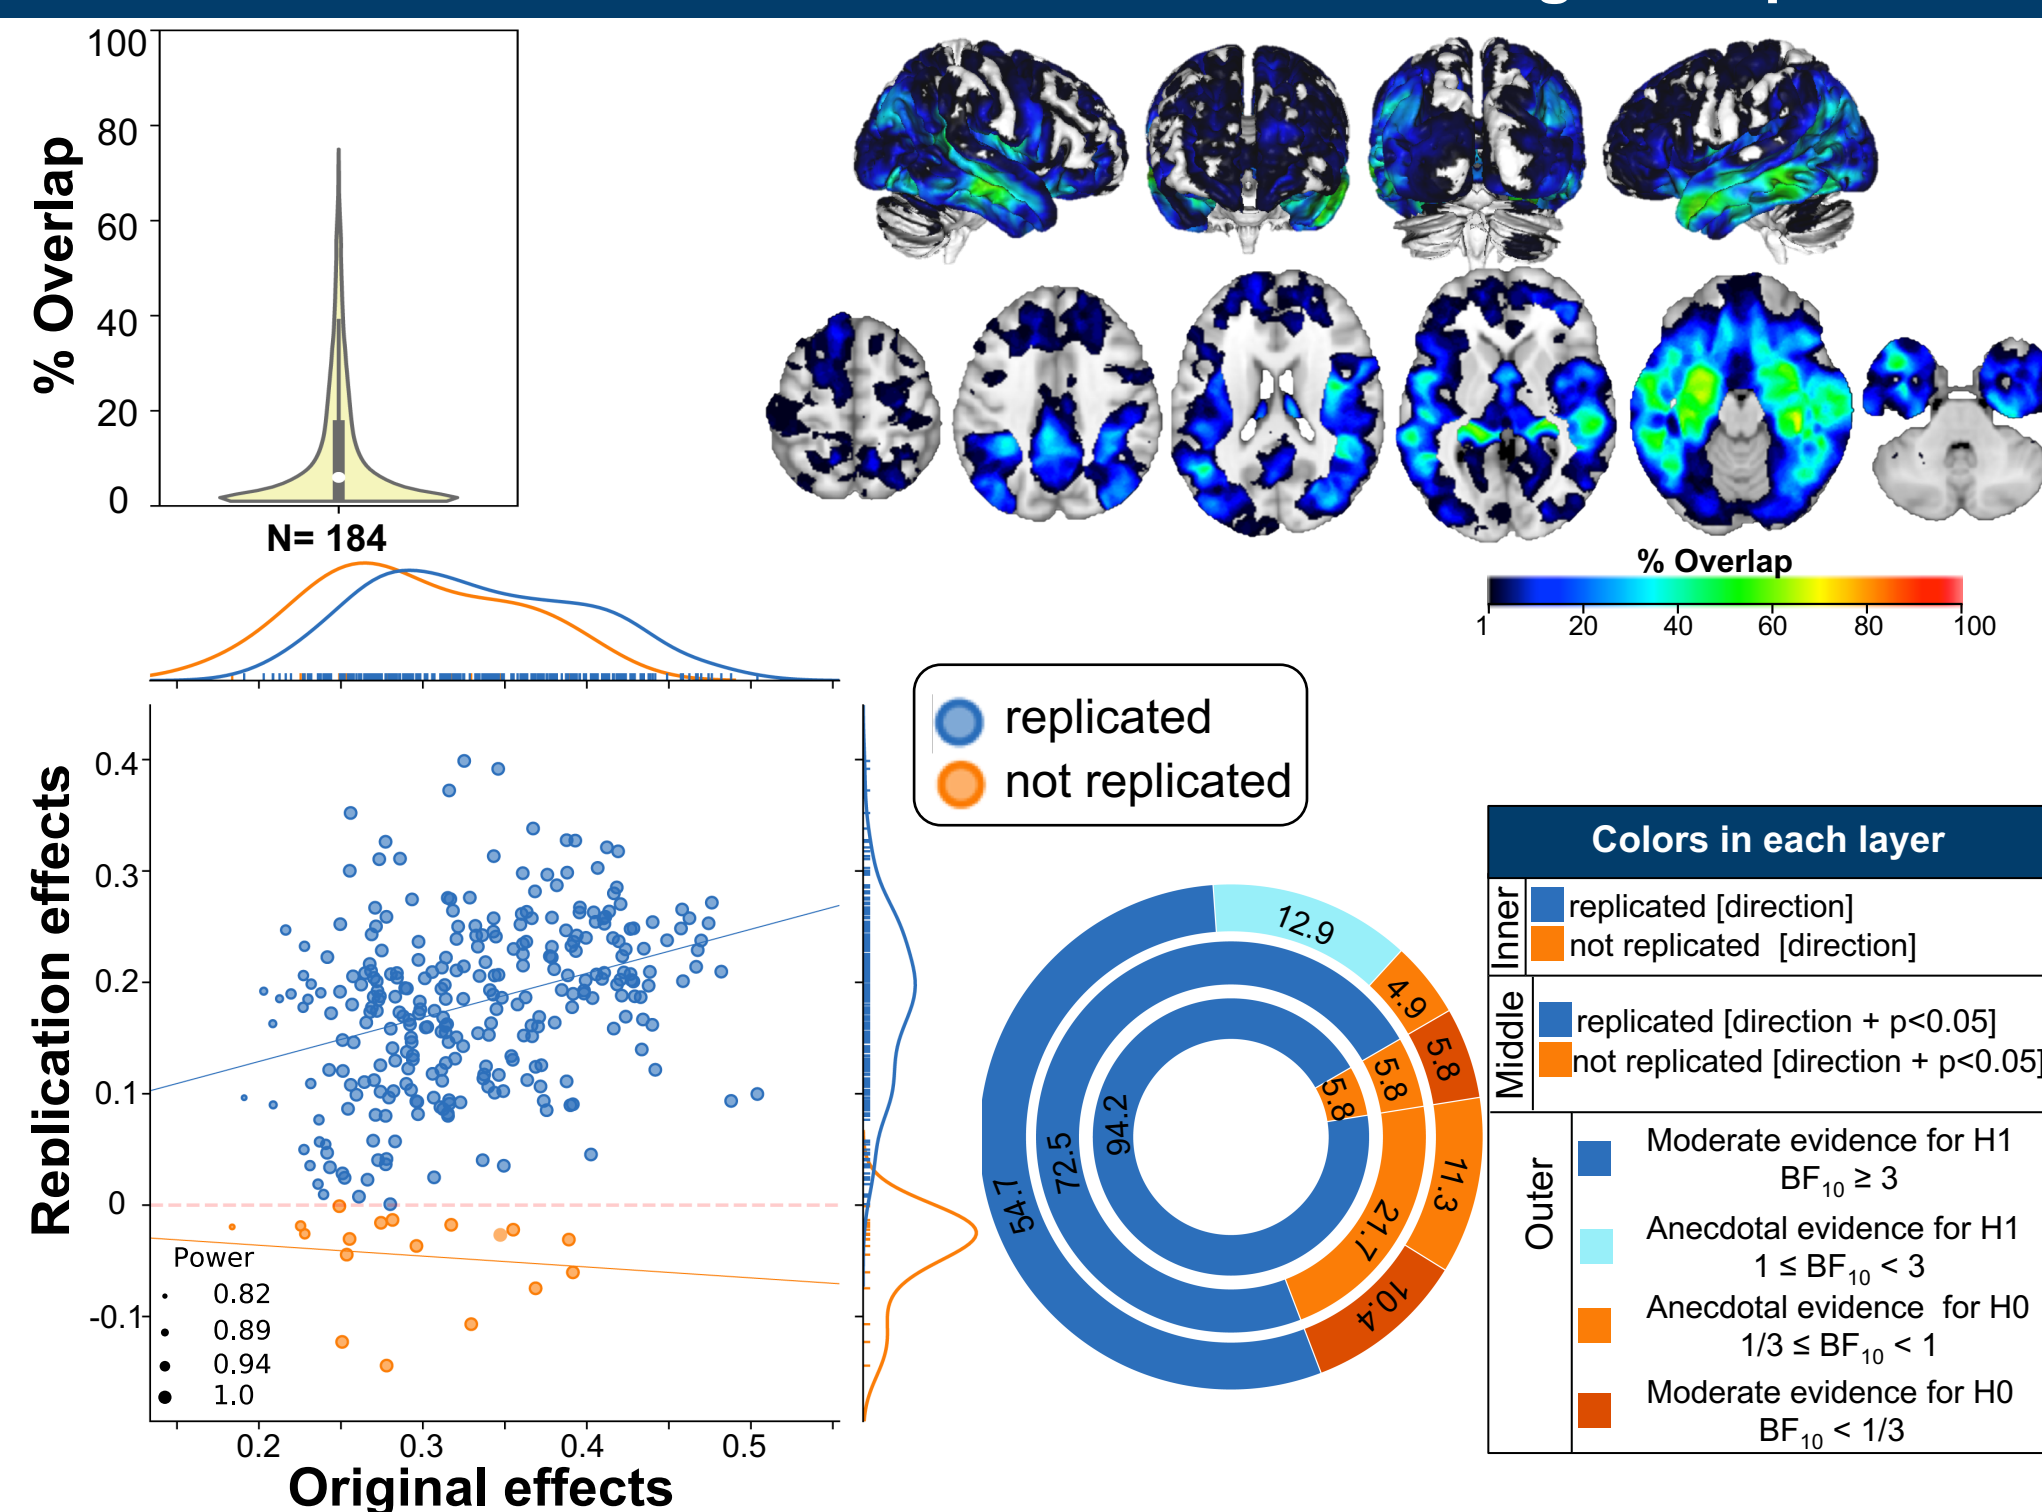 100
80
60
40
20
0
% Overlap
N= 184
% Overlap
1 20 40 60 80 100
replicated
not replicated
Replication effects
0.4
0.3
0.2
0.1
0
-0.1
Power
0.82
0.89
0.94
1.0
0.2 0.3 0.4 0.5
Original effects
12.9
4.9
5.8
11.3
10.4
54.7
72.5
5.8
21.7
94.2
5.8
Colors in each layer
Inner
replicated [direction]
not replicated [direction]
Middle
replicated [direction + p<0.05]
not replicated [direction + p<0.05]
Outer
Moderate evidence for H1
BF₁₀ ≥ 3
Anecdotal evidence for H1
1 ≤ BF₁₀ < 3
Anecdotal evidence for H0
1/3 ≤ BF₁₀ < 1
Moderate evidence for H0
BF₁₀ < 1/3